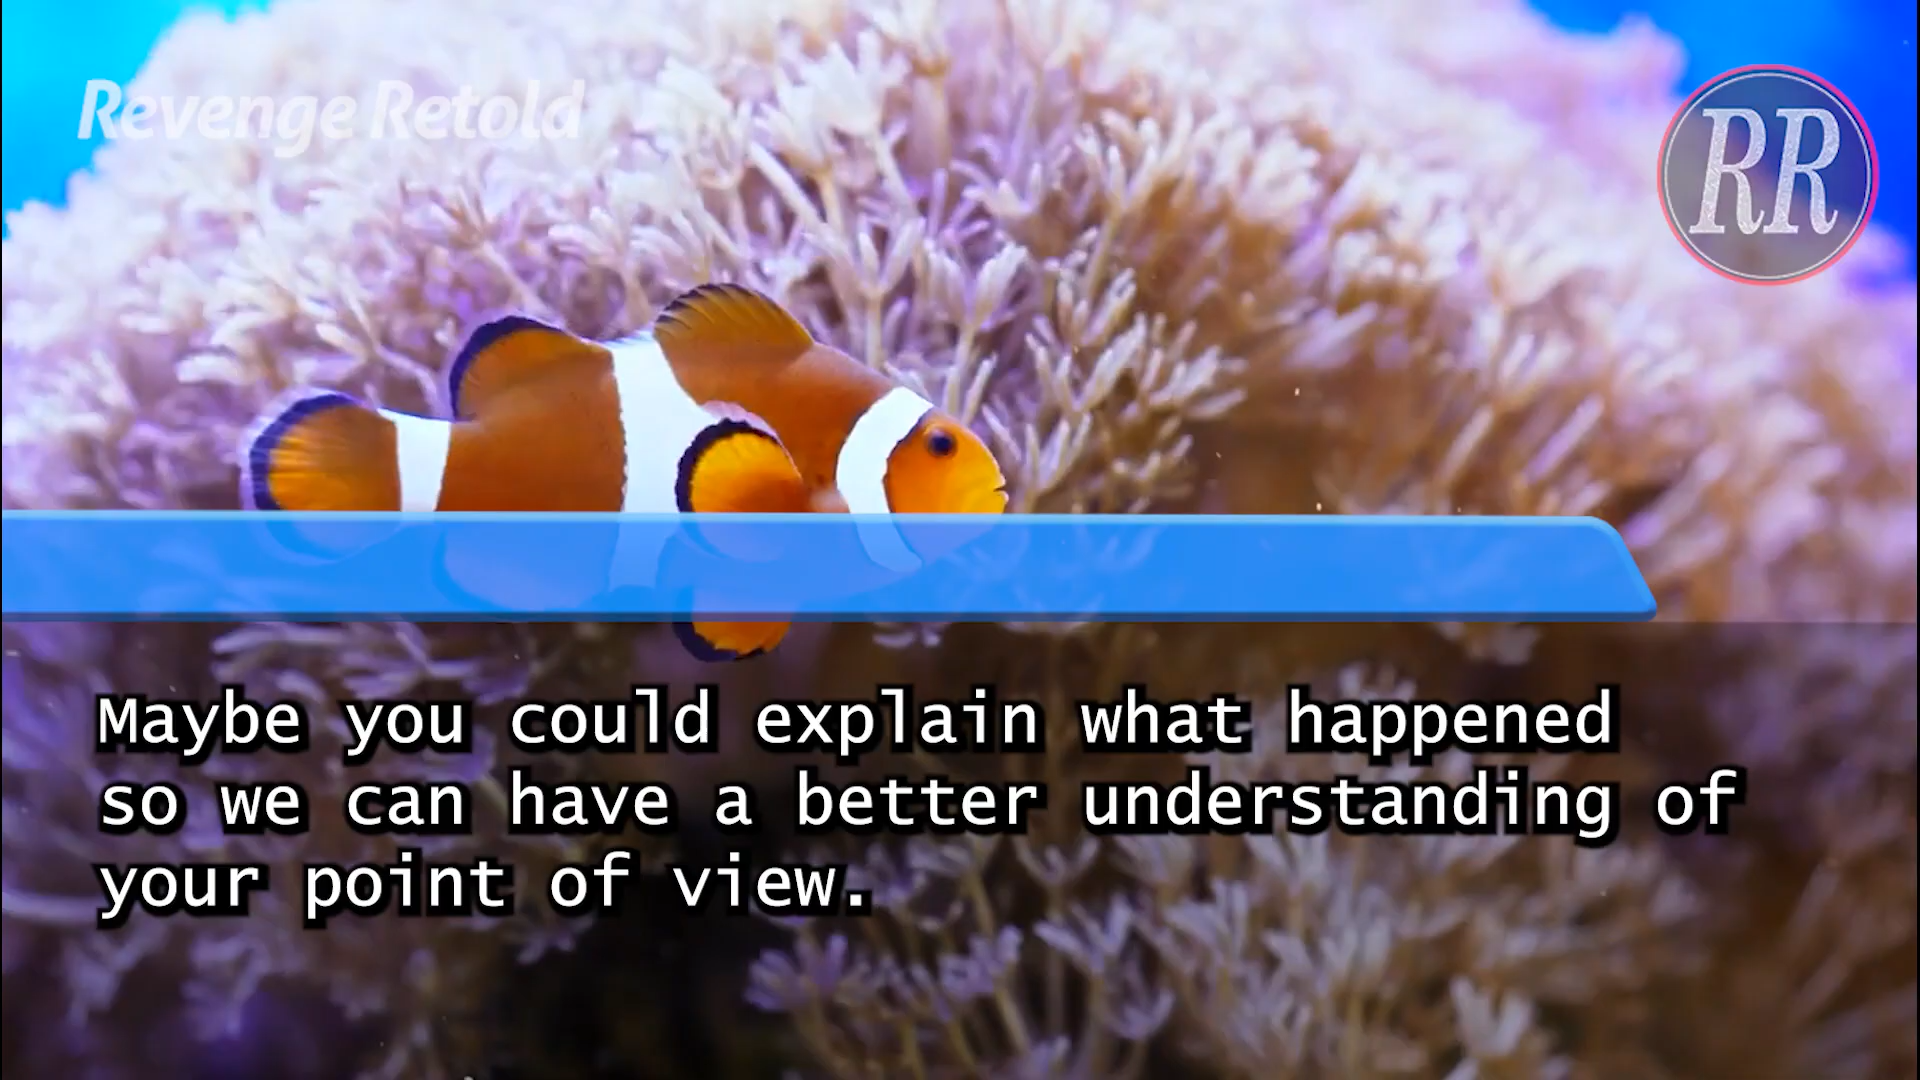 Revenge Retold
RR
Maybe you could explain what happened
so we can have a better understanding of
your point of view.